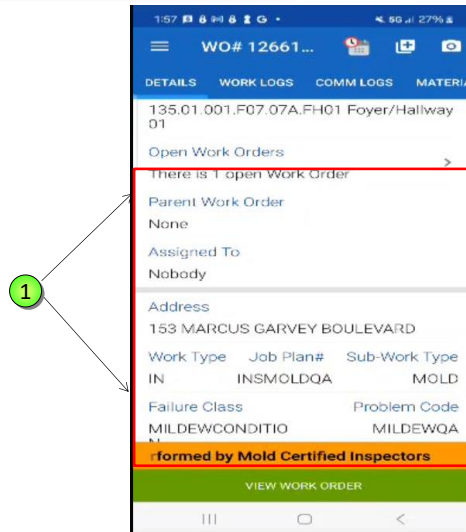 1:57 G • 5G 27%
WO# 12661...
DETAILS WORK LOGS COMM LOGS MATERI
135.01.001.F07.07A.FH01 Foyer/Hallway
01
Open Work Orders
There is 1 open Work Order
Parent Work Order
None
Assigned To
Nobody
1
Address
153 MARCUS GARVEY BOULEVARD
Work Type Job Plan# Sub-Work Type
IN INSMOLDQA MOLD
Failure Class Problem Code
MILDEWCONDITIO MILDEWQA
rformed by Mold Certified Inspectors
VIEW WORK ORDER